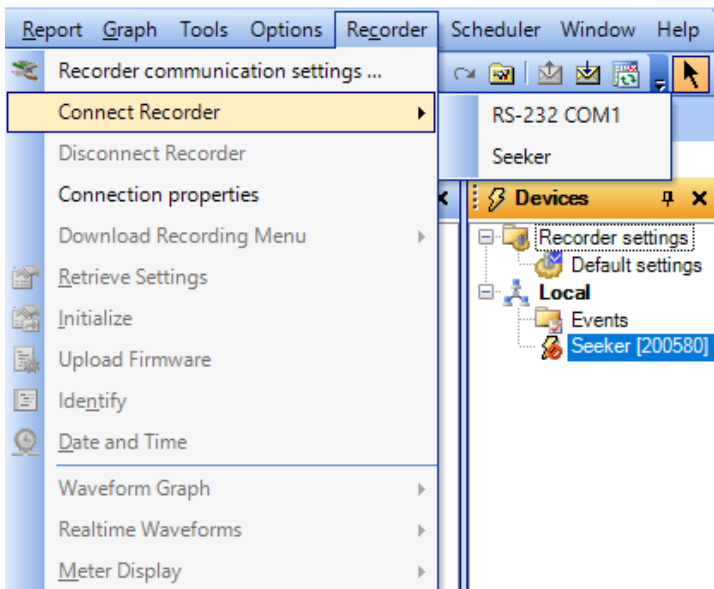 Report Graph Tools Options Recorder Scheduler Window Help
Recorder communication settings ...
Connect Recorder
RS-232 COM1
Disconnect Recorder
Seeker
Connection properties
Devices
Download Recording Menu
Recorder settings
Default settings
Retrieve Settings
Local
Initialize
Events
Upload Firmware
Seeker [200580]
Identify
Date and Time
Waveform Graph
Realtime Waveforms
Meter Display